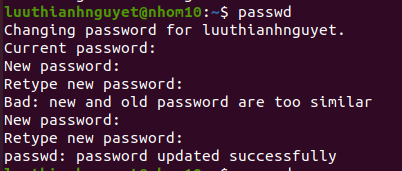 luuthianhnguyet@nhom10:~$ passwd
Changing password for luuthianhnguyet.
Current password:
New password:
Retype new password:
Bad: new and old password are too similar
New password:
Retype new password:
passwd: password updated successfully